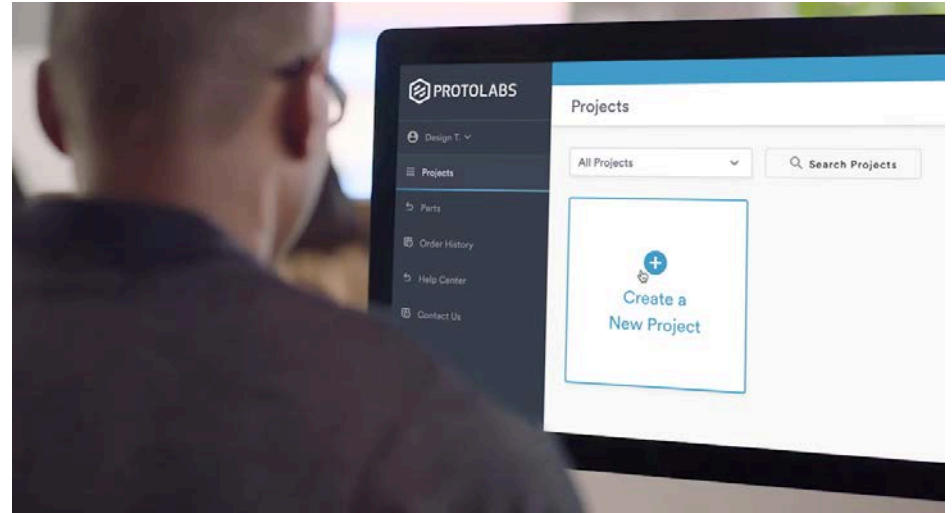 PROTOLABS
Design T.
Projects
Parts
Order History
Help Center
Contact Us
Projects
All Projects
Search Projects
Create a
New Project